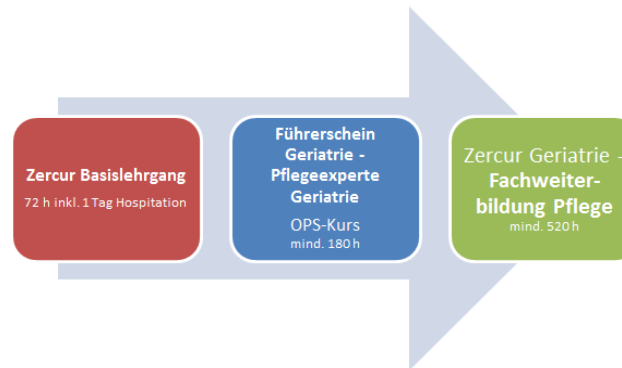 Zercur Basislehrgang
72 h inkl. 1 Tag Hospitation
Führerschein
Geriatrie -
Pflegeexperte
Geriatrie
OPS-Kurs
mind. 180 h
Zercur Geriatrie -
Fachweiter-
bildung Pflege
mind. 520 h